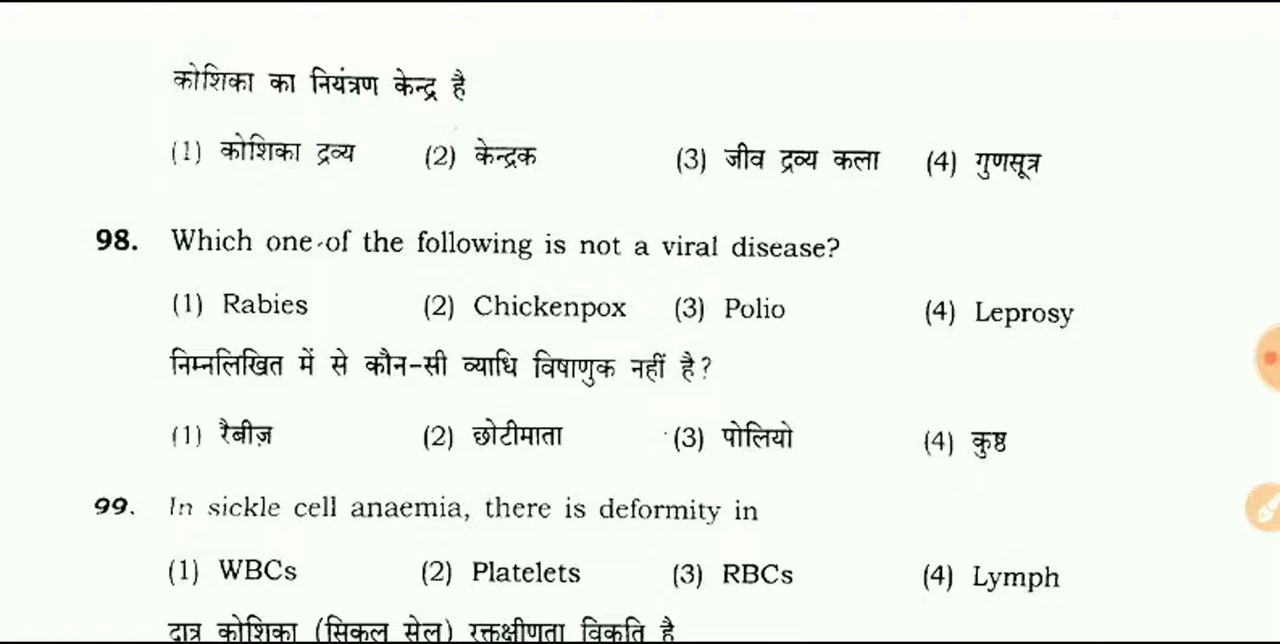 कोशिका का नियंत्रण केन्द्र है
(1) कोशिका द्रव्य (2) केन्द्रक (3) जीव द्रव्य कला (4) गुणसूत्र
98. Which one of the following is not a viral disease?
(1) Rabies (2) Chickenpox (3) Polio (4) Leprosy
निम्नलिखित में से कौन-सी व्याधि विषाणुक नहीं है?
(1) रैबीज़ (2) छोटीमाता (3) पोलियो (4) कुष्ठ
99. In sickle cell anaemia, there is deformity in
(1) WBCs (2) Platelets (3) RBCs (4) Lymph
दात्र कोशिका (सिकल सेल) रक्तक्षीणता विकृति है